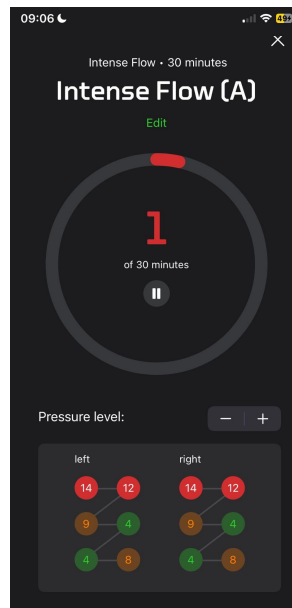 09:06
Intense Flow • 30 minutes
Intense Flow (A)
Edit
1
of 30 minutes
Pressure level:
− +
left right
14 12 14 12
9 4 9 4
4 8 4 8